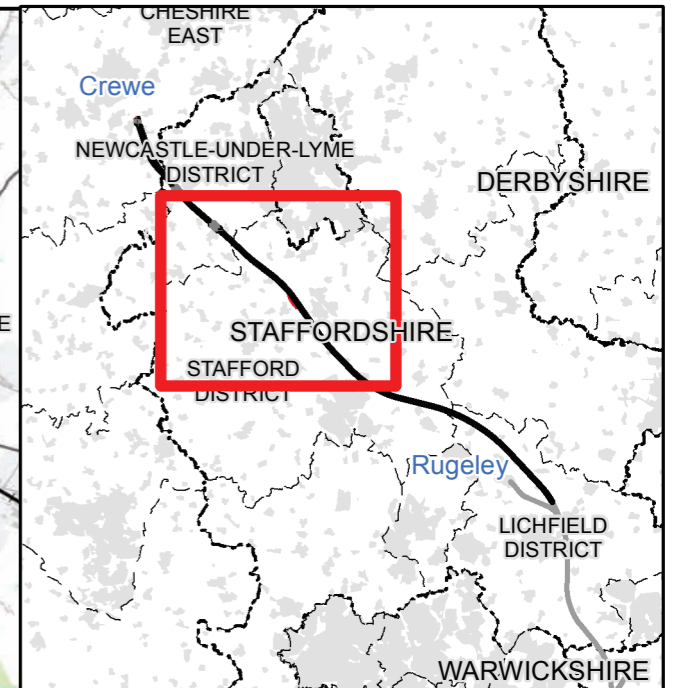 CHESHIRE
EAST
Crewe
NEWCASTLE-UNDER-LYME
DISTRICT
DERBYSHIRE
E
STAFFORDSHIRE
STAFFORD
DISTRICT
Rugeley
LICHFIELD
DISTRICT
WARWICKSHIRE